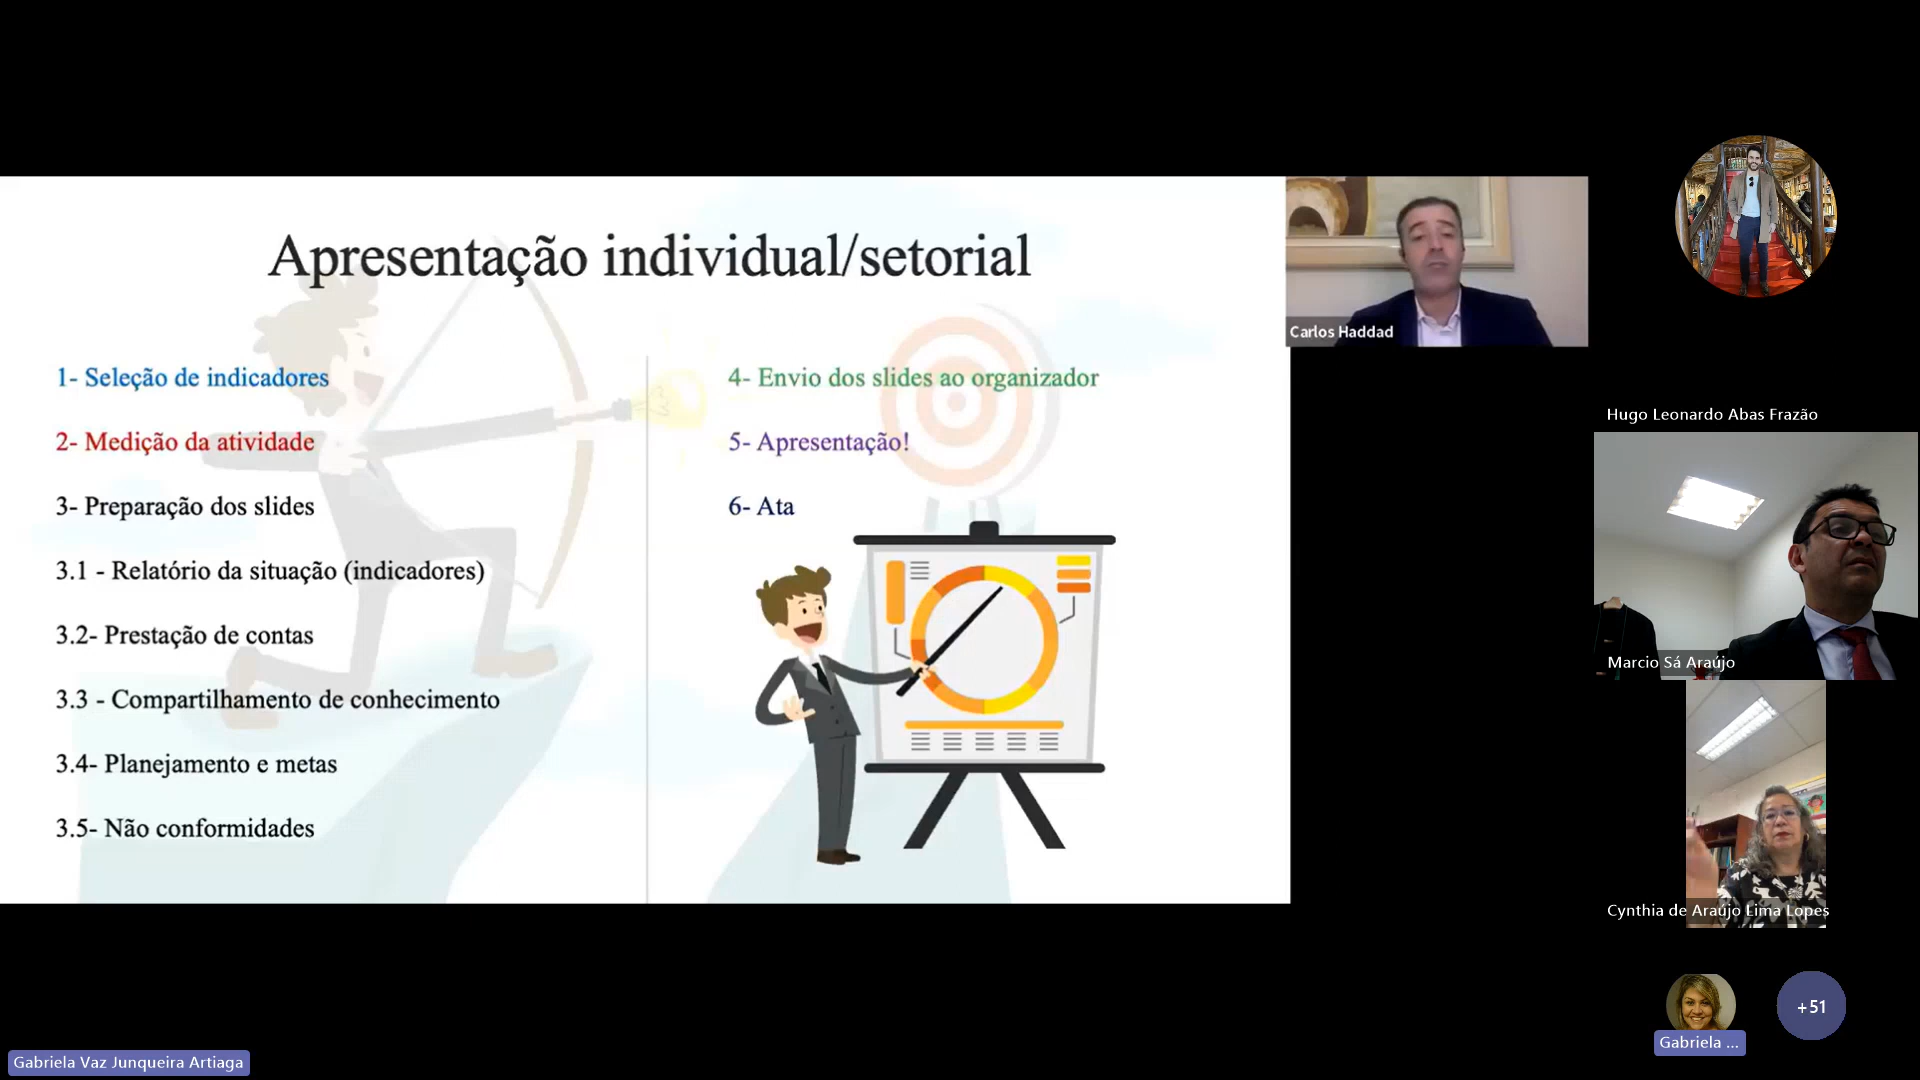 Apresentação individual/setorial
1- Seleção de indicadores
2- Medição da atividade
3- Preparação dos slides
3.1 - Relatório da situação (indicadores)
3.2- Prestação de contas
3.3 - Compartilhamento de conhecimento
3.4- Planejamento e metas
3.5- Não conformidades
4- Envio dos slides ao organizador
5- Apresentação!
6- Ata
Carlos Haddad
Hugo Leonardo Abas Frazão
Marcio Sá Araújo
Cynthia de Araújo Lima Lopes
+51
Gabriela ...
Gabriela Vaz Junqueira Artiaga